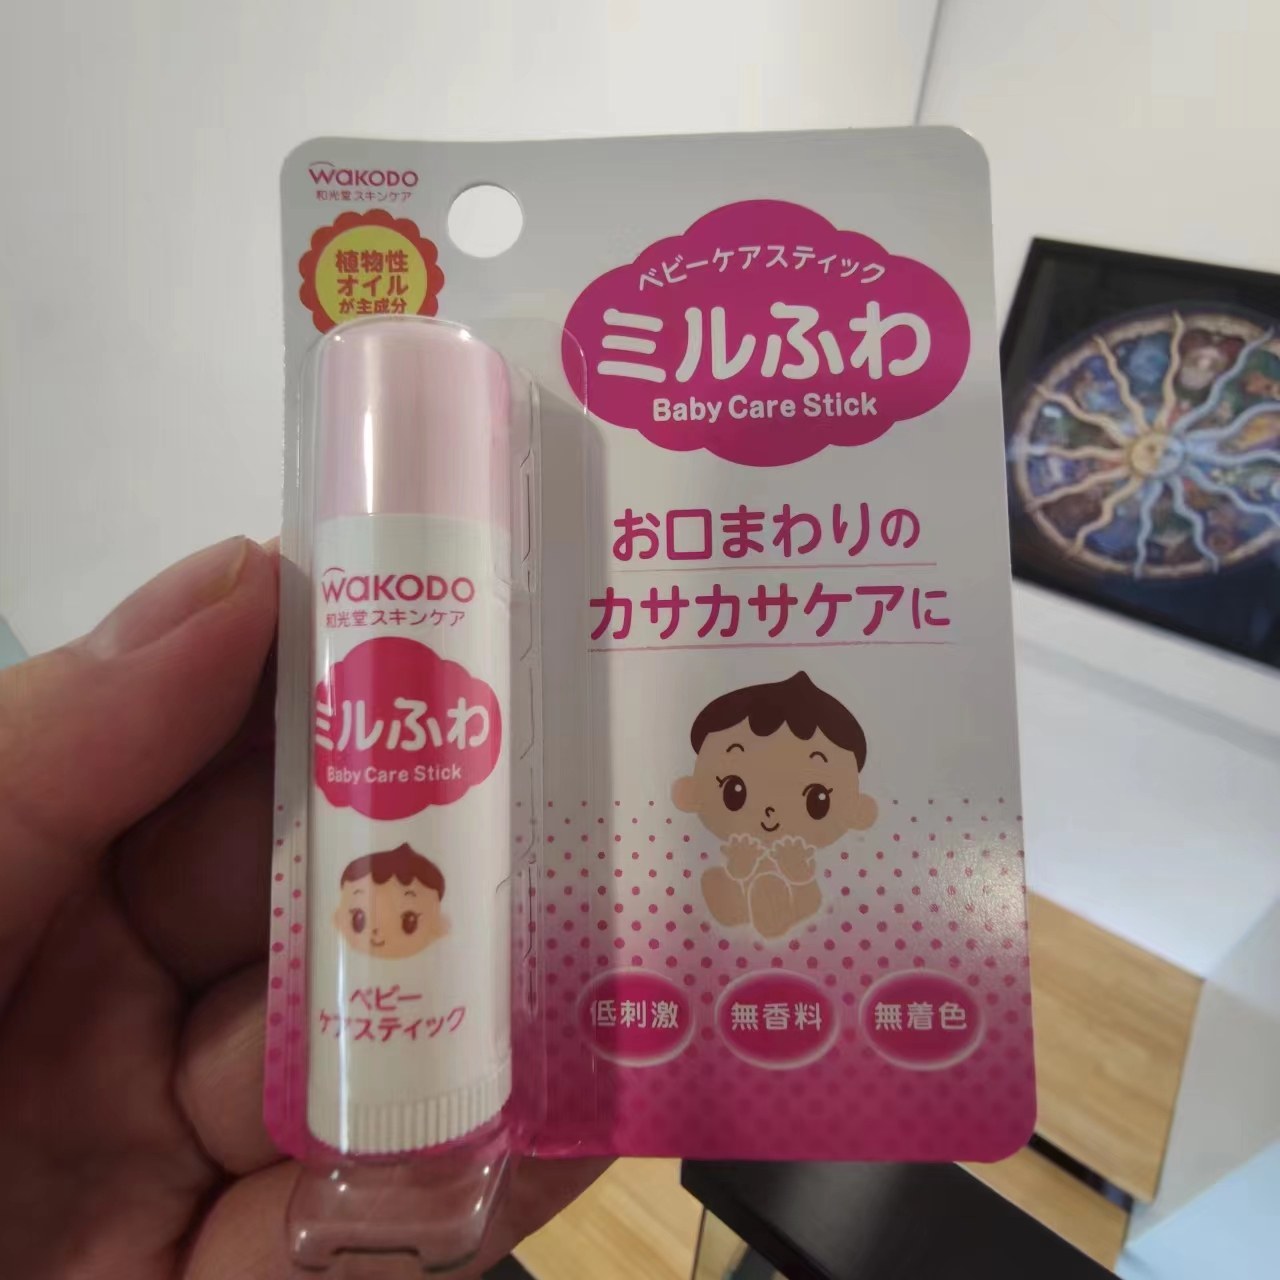 WAKODO
和光堂スキンケア
植物性
オイル
が主成分
ベビーケアスティック
ミルふわ
Baby Care Stick
お口まわりの
カサカサケアに
低刺激
無香料
無着色
WAKODO
和光堂スキンケア
ミルふわ
Baby Care Stick
ベビー
ケアスティック